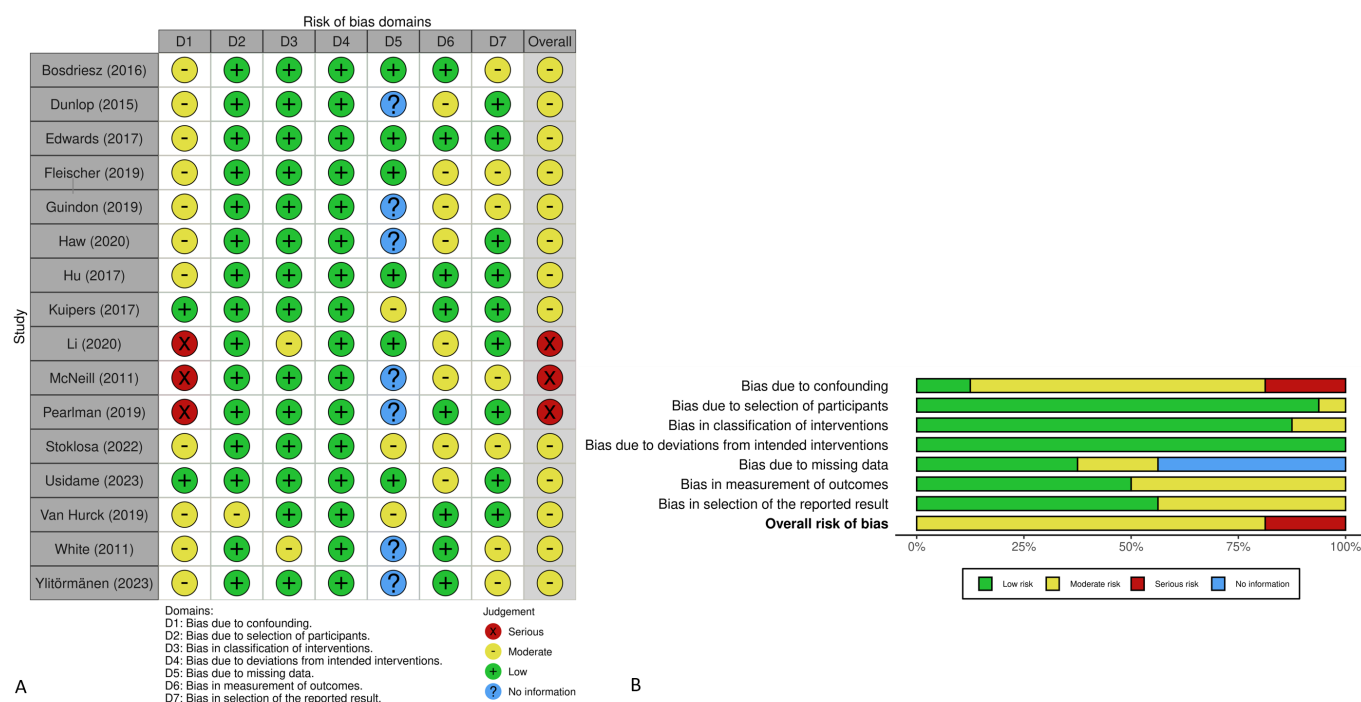 Risk of bias domains
D1 D2 D3 D4 D5 D6 D7 Overall
Study
Bosdriesz (2016) - + + + + + - -
Dunlop (2015) - + + + ? - + -
Edwards (2017) - + + + + + + -
Fleischer (2019) - + + + + - - -
Guindon (2019) - + + + ? - - -
Haw (2020) - + + + ? - + -
Hu (2017) - + + + + + + -
Kuipers (2017) + + + + - + + -
Li (2020) X + - + + - + X
McNeill (2011) X + + + ? - - X
Pearlman (2019) X + + + ? + + X
Stoklosa (2022) - + + + - - - -
Usidame (2023) + + + + + - + -
Van Hurck (2019) - - + + - + + -
White (2011) - + - + ? + - -
Ylitörmänen (2023) - + + + ? + - -
Domains:
D1: Bias due to confounding.
D2: Bias due to selection of participants.
D3: Bias in classification of interventions.
D4: Bias due to deviations from intended interventions.
D5: Bias due to missing data.
D6: Bias in measurement of outcomes.
D7: Bias in selection of the reported result.
Judgement
X Serious
- Moderate
+ Low
? No information
A
Bias due to confounding
Bias due to selection of participants
Bias in classification of interventions
Bias due to deviations from intended interventions
Bias due to missing data
Bias in measurement of outcomes
Bias in selection of the reported result
Overall risk of bias
0% 25% 50% 75% 100%
Low risk Moderate risk Serious risk No information
B